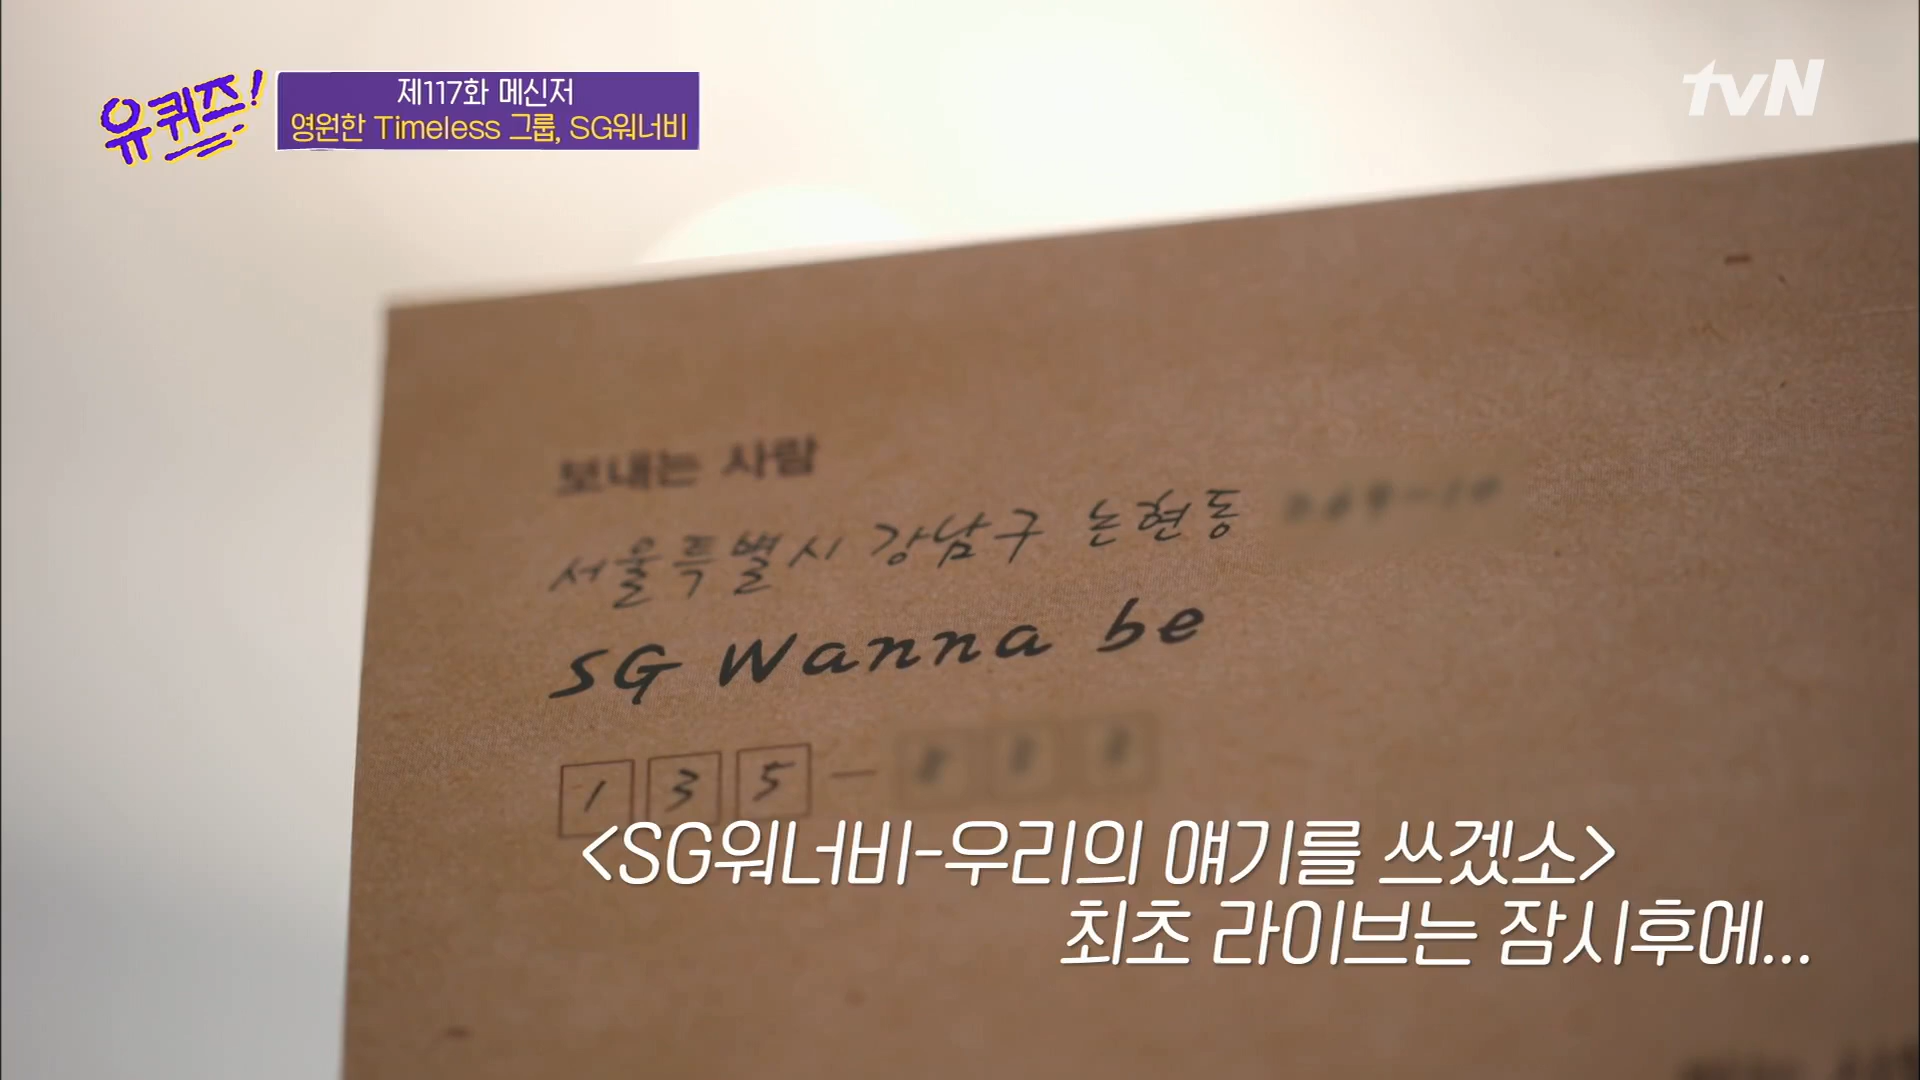 유퀴즈!
제117화 메신저
영원한 Timeless 그룹, SG워너비
tvN
보내는 사람
서울특별시 강남구 논현동
SG Wanna be
135-
<SG워너비-우리의 얘기를 쓰겠소>
최초 라이브는 잠시후에...